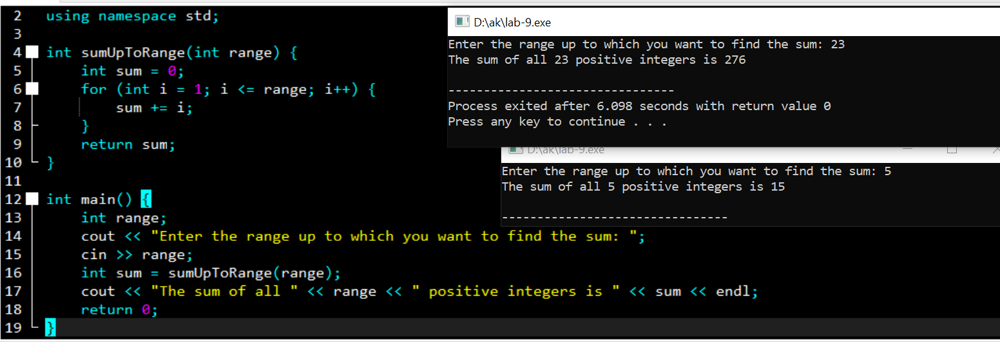 2 using namespace std;
3
4 int sumUpToRange(int range) {
5 int sum = 0;
6 for (int i = 1; i <= range; i++) {
7 sum += i;
8 }
9 return sum;
10 }
11
12 int main() {
13 int range;
14 cout << "Enter the range up to which you want to find the sum: ";
15 cin >> range;
16 int sum = sumUpToRange(range);
17 cout << "The sum of all " << range << " positive integers is " << sum << endl;
18 return 0;
19 }
D:\ak\lab-9.exe
Enter the range up to which you want to find the sum: 23
The sum of all 23 positive integers is 276
--------------------------------
Process exited after 6.098 seconds with return value 0
Press any key to continue . . .
D:\ak\lab-9.exe
Enter the range up to which you want to find the sum: 5
The sum of all 5 positive integers is 15
--------------------------------